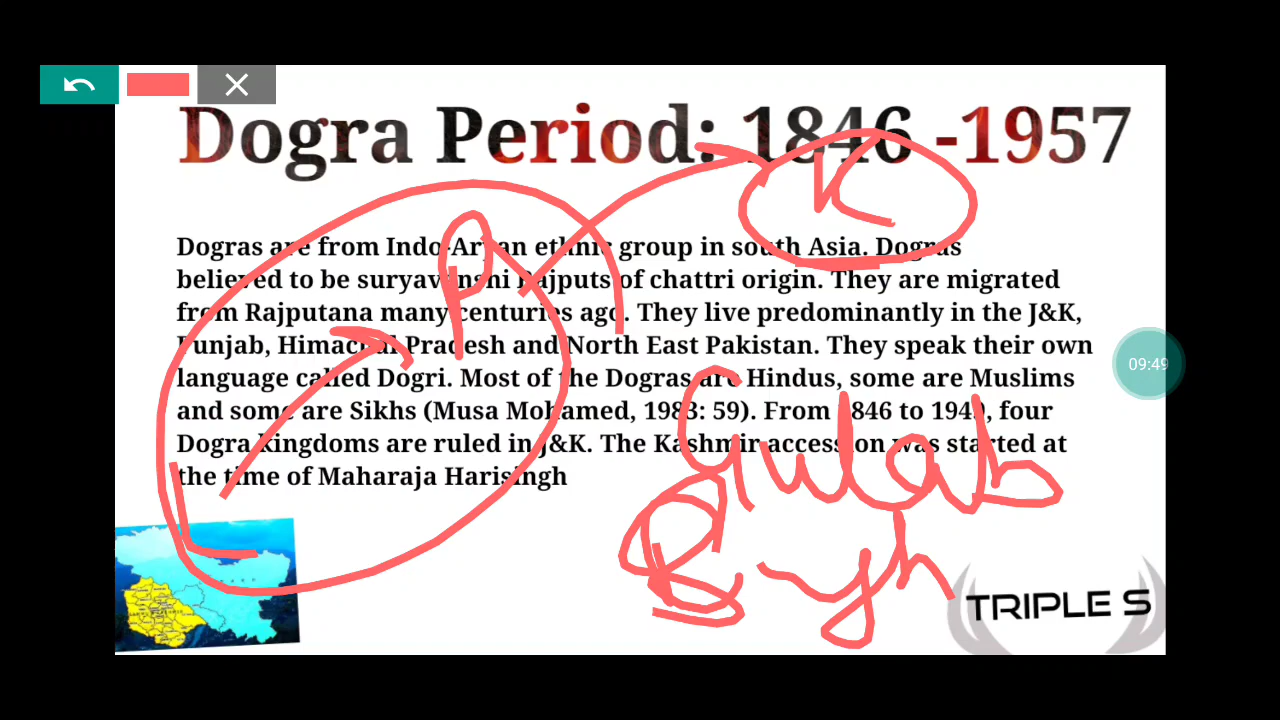 Dogra Period: 1846 -1957
K
Dogras are from Indo-Aryan ethnic group in south Asia. Dogras
believed to be suryavanshi Rajputs of chattri origin. They are migrated
from Rajputana many centuries ago. They live predominantly in the J&K,
Punjab, Himachal Pradesh and North East Pakistan. They speak their own
language called Dogri. Most of the Dogras are Hindus, some are Muslims
and some are Sikhs (Musa Mohamed, 1983: 59). From 1846 to 1949, four
Dogra kingdoms are ruled in J&K. The Kashmir accession was started at
the time of Maharaja Harisingh
P
L
Gulab
09:49
TRIPLE S